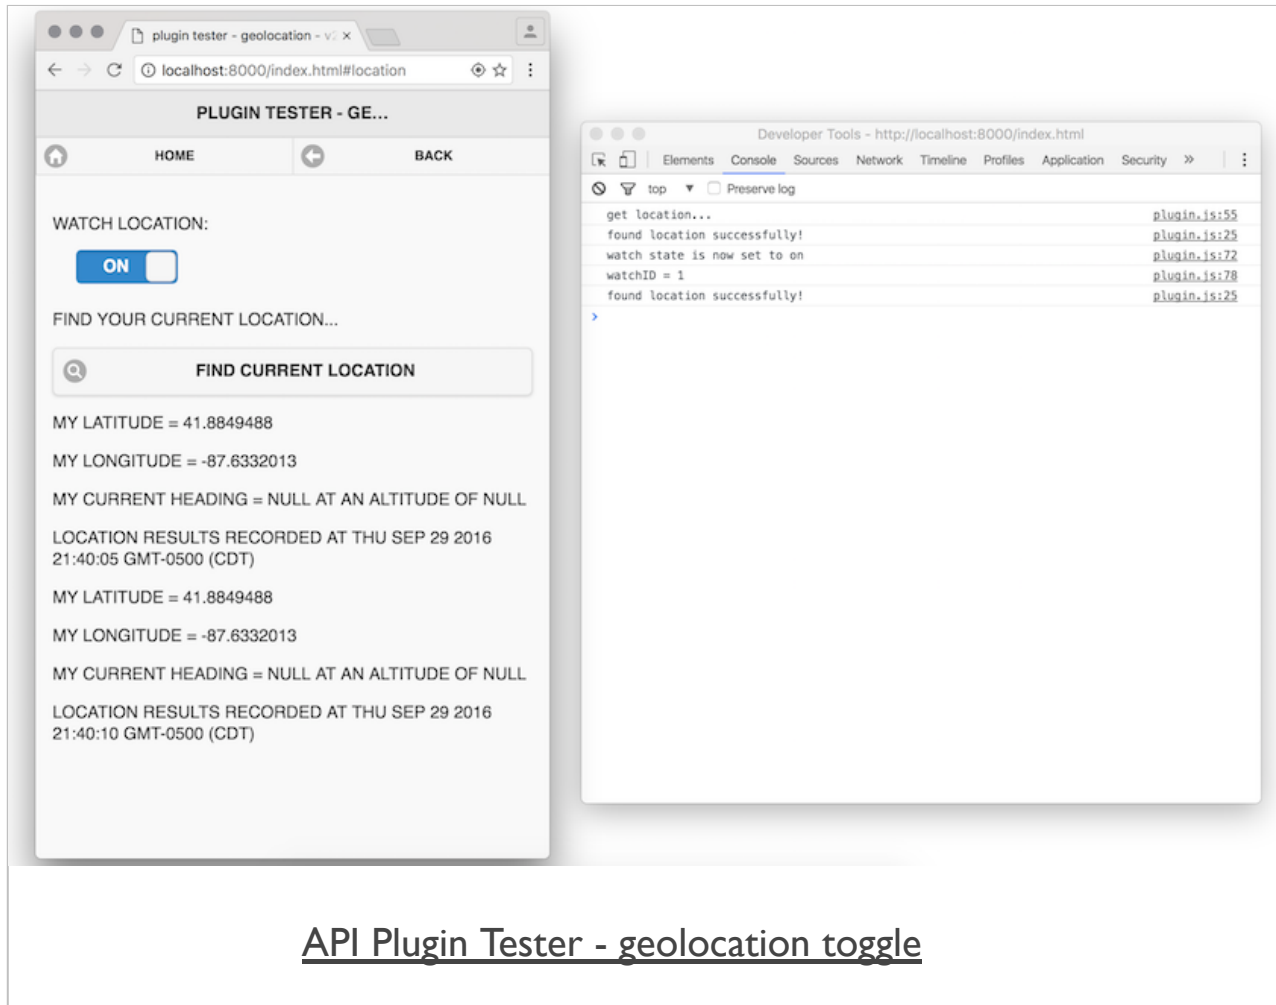 plugin tester - geolocation - v
localhost:8000/index.html#location
PLUGIN TESTER - GE...
HOME
BACK
WATCH LOCATION:
ON
FIND YOUR CURRENT LOCATION...
FIND CURRENT LOCATION
MY LATITUDE = 41.8849488
MY LONGITUDE = -87.6332013
MY CURRENT HEADING = NULL AT AN ALTITUDE OF NULL
LOCATION RESULTS RECORDED AT THU SEP 29 2016
21:40:05 GMT-0500 (CDT)
MY LATITUDE = 41.8849488
MY LONGITUDE = -87.6332013
MY CURRENT HEADING = NULL AT AN ALTITUDE OF NULL
LOCATION RESULTS RECORDED AT THU SEP 29 2016
21:40:10 GMT-0500 (CDT)
Developer Tools - http://localhost:8000/index.html
Elements Console Sources Network Timeline Profiles Application Security »
top Preserve log
get location... plugin.js:55
found location successfully! plugin.js:25
watch state is now set to on plugin.js:72
watchID = 1 plugin.js:78
found location successfully! plugin.js:25
API Plugin Tester - geolocation toggle